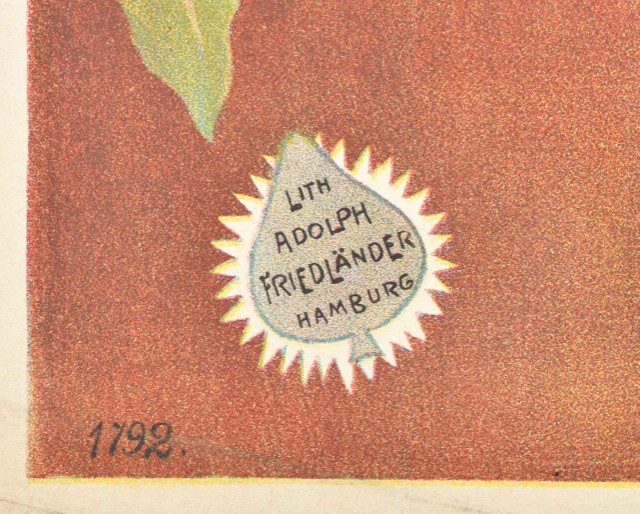 LITH
ADOLPH
FRIEDLÄNDER
HAMBURG
1792.